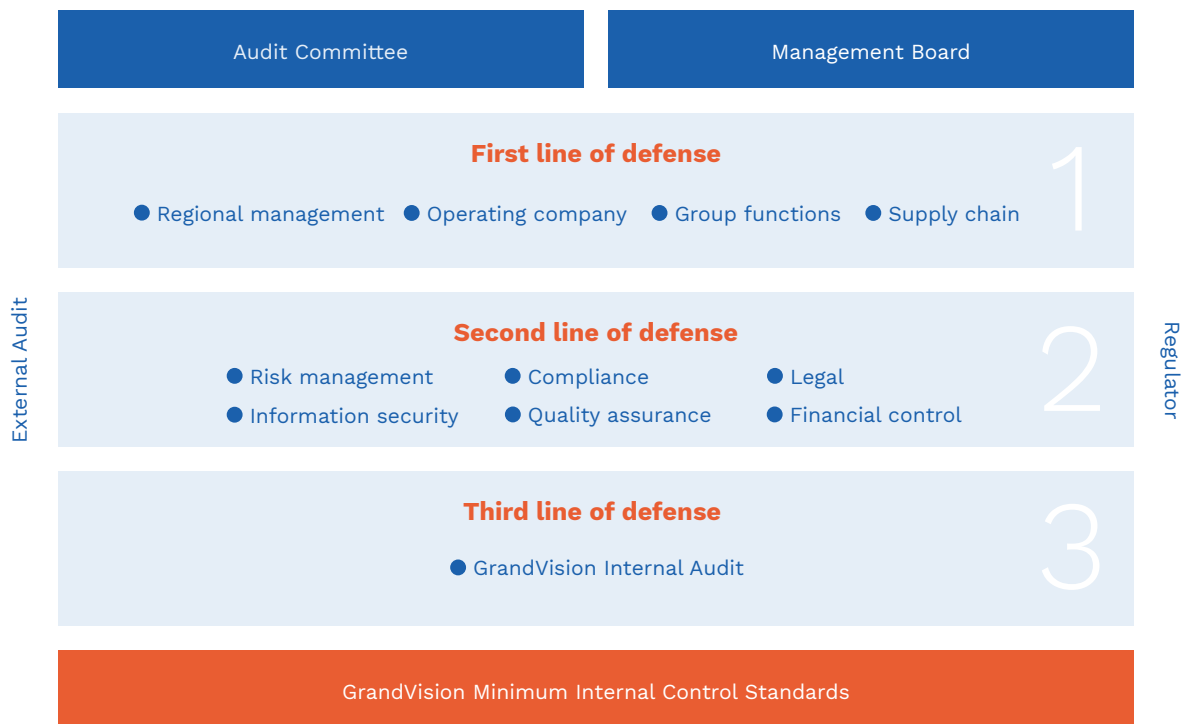 Audit Committee
Management Board
First line of defense
1
Regional management
Operating company
Group functions
Supply chain
External Audit
Second line of defense
2
Risk management
Compliance
Legal
Information security
Quality assurance
Financial control
Regulator
Third line of defense
3
GrandVision Internal Audit
GrandVision Minimum Internal Control Standards